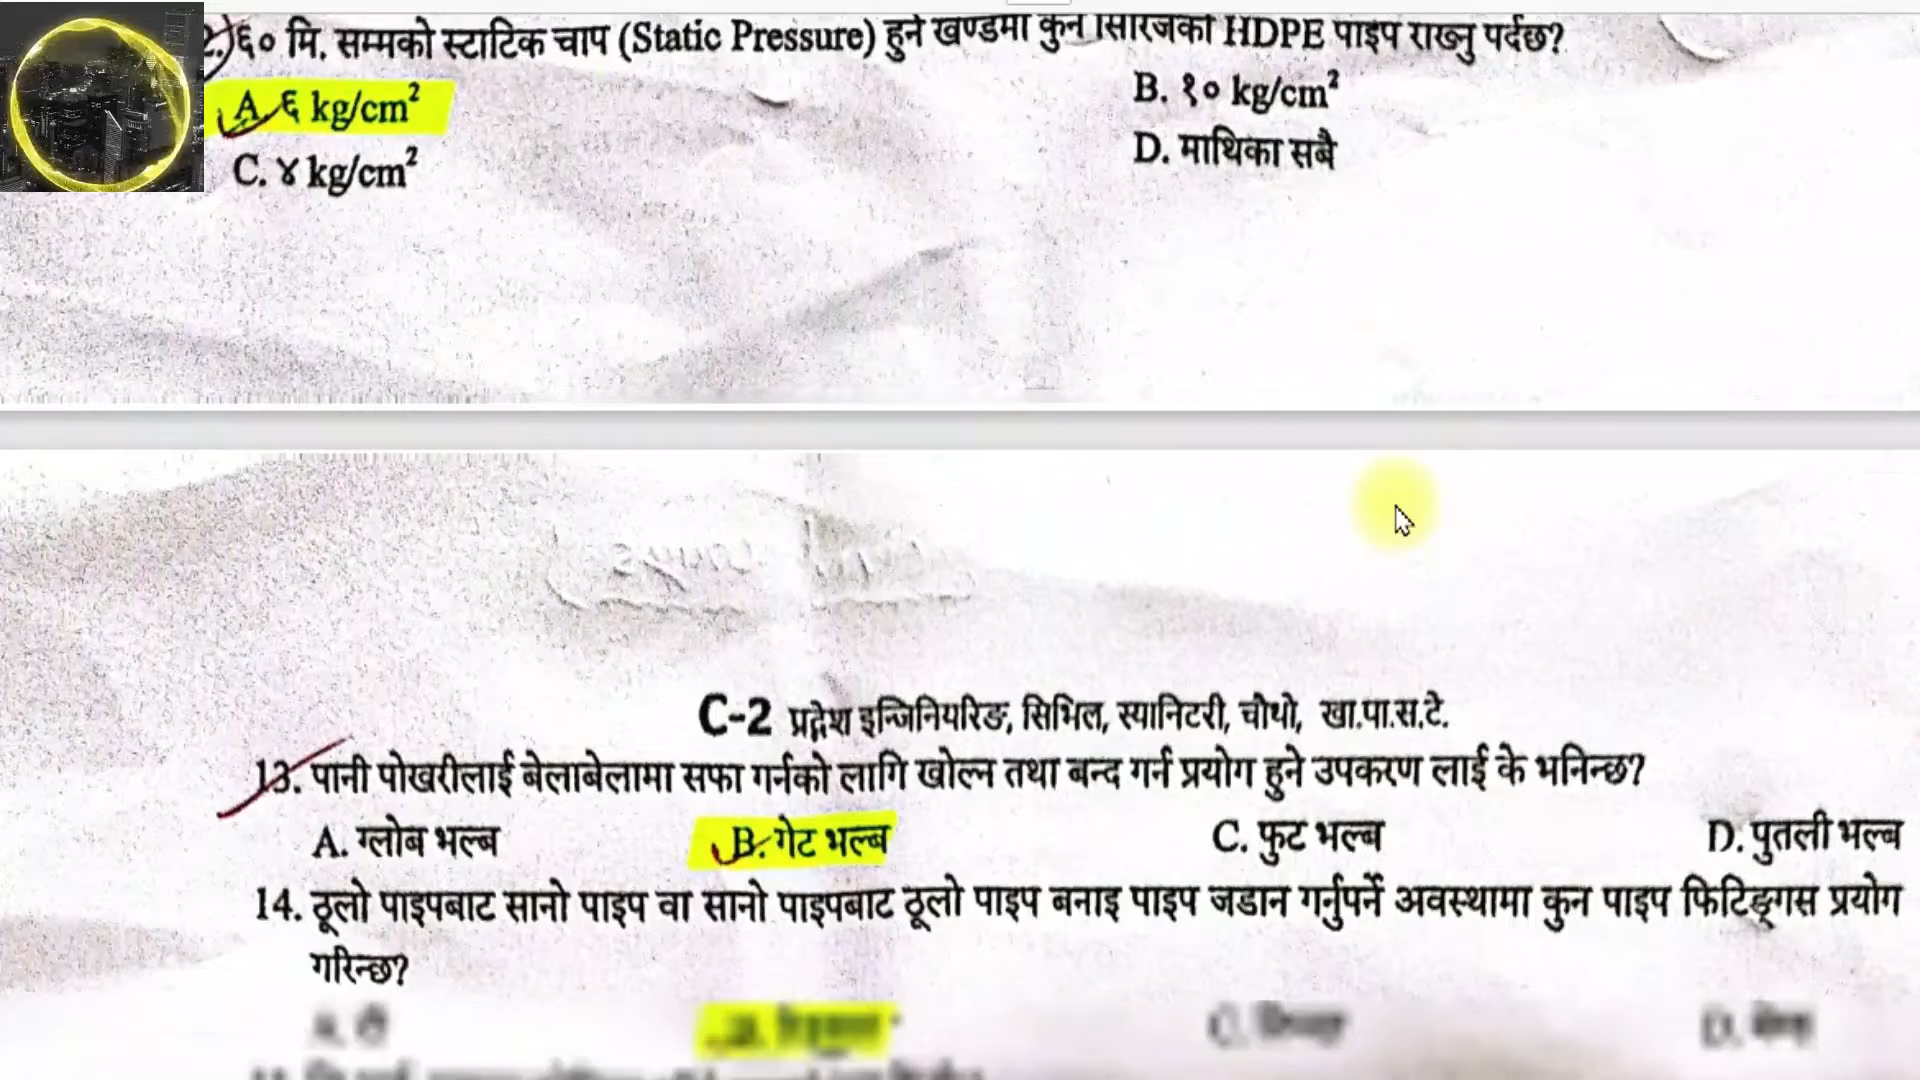 2. ६० मि. सम्मको स्टाटिक चाप (Static Pressure) हुने खण्डमा कुन सिरिजको HDPE पाइप राख्नु पर्दछ?
A. ६ kg/cm²
B. १० kg/cm²
C. ४ kg/cm²
D. माथिका सबै
C-2 प्रदेश इन्जिनियरिङ, सिभिल, स्यानिटरी, चौथो, खा.पा.स.टे.
13. पानी पोखरीलाई बेलाबेलामा सफा गर्नको लागि खोल्न तथा बन्द गर्न प्रयोग हुने उपकरण लाई के भनिन्छ?
A. ग्लोब भल्ब B. गेट भल्ब C. फुट भल्ब D. पुतली भल्ब
14. ठूलो पाइपबाट सानो पाइप वा सानो पाइपबाट ठूलो पाइप बनाइ पाइप जडान गर्नुपर्ने अवस्थामा कुन पाइप फिटिङ्गस प्रयोग
गरिन्छ?